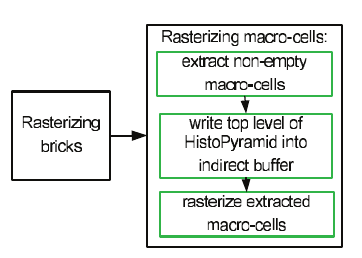 Rasterizing
bricks
Rasterizing macro-cells:
extract non-empty
macro-cells
write top level of
HistoPyramid into
indirect buffer
rasterize extracted
macro-cells